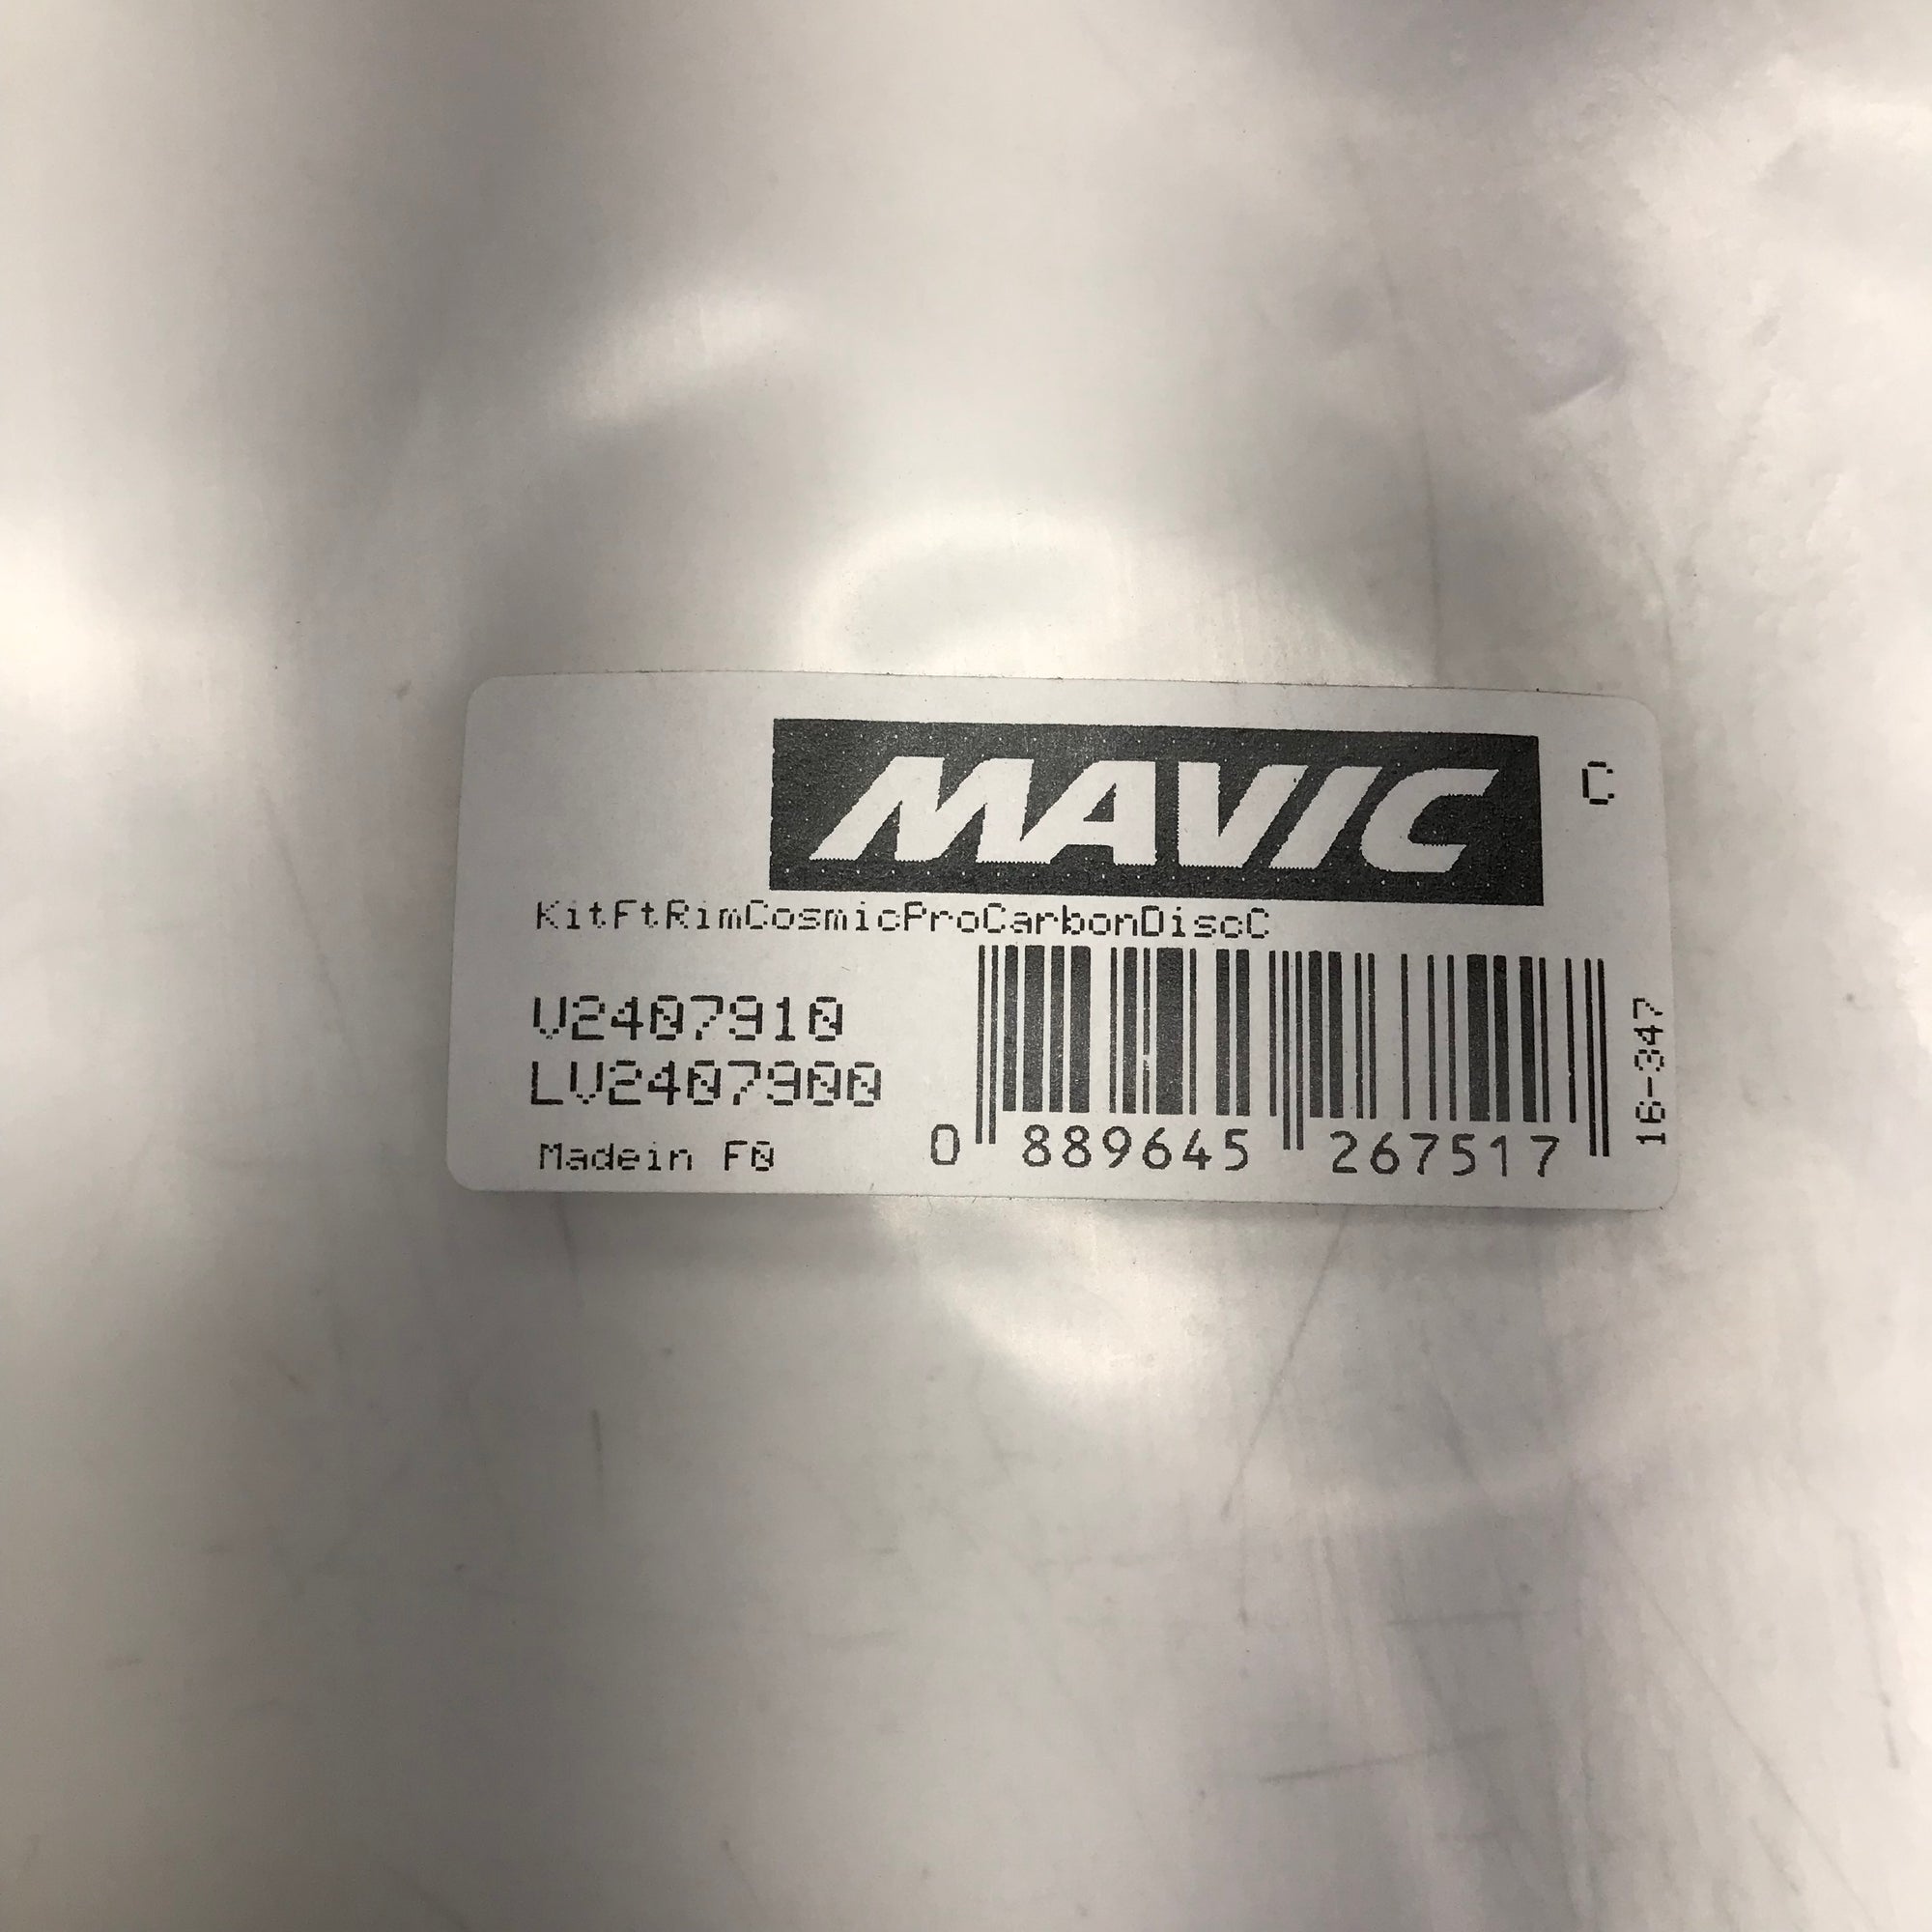 MAVIC
C
KitFtRimCosmicProCarbonDiscC
V2407910
LV2407900
Madein F0
0 889645 267517
16-347